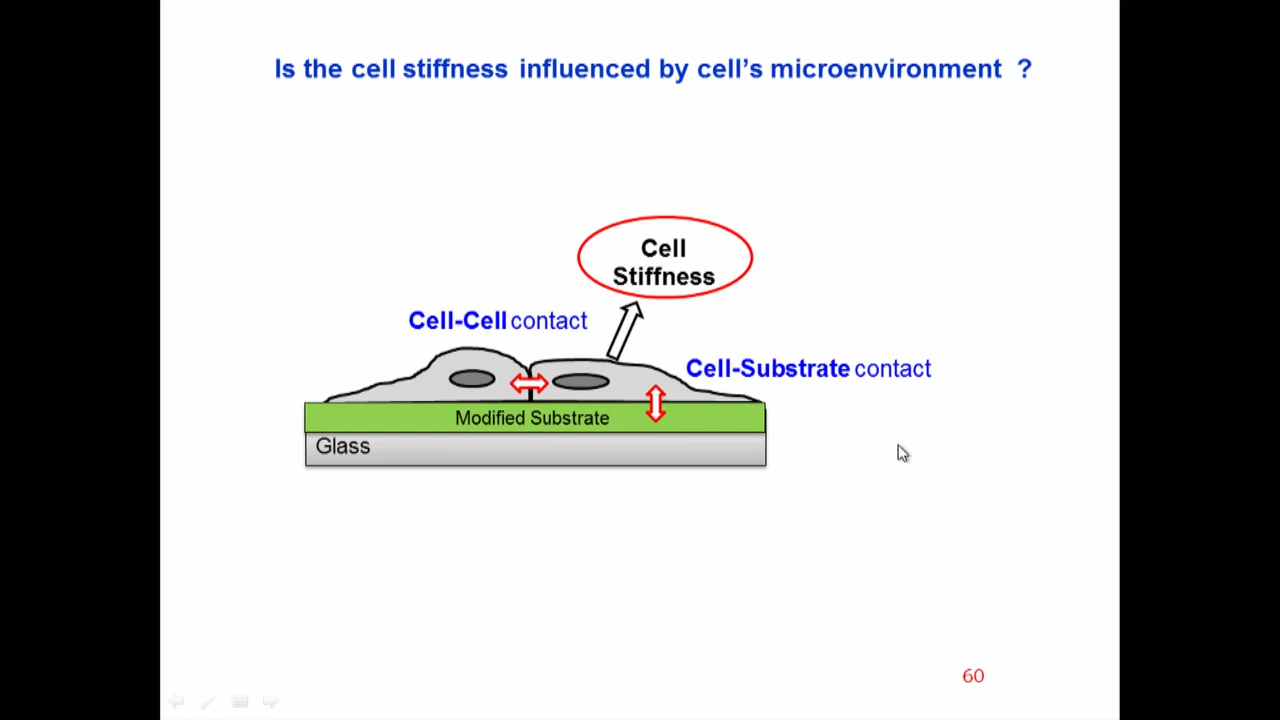 Is the cell stiffness influenced by cell's microenvironment ?
Cell
Stiffness
Cell-Cell contact
Cell-Substrate contact
Modified Substrate
Glass
60